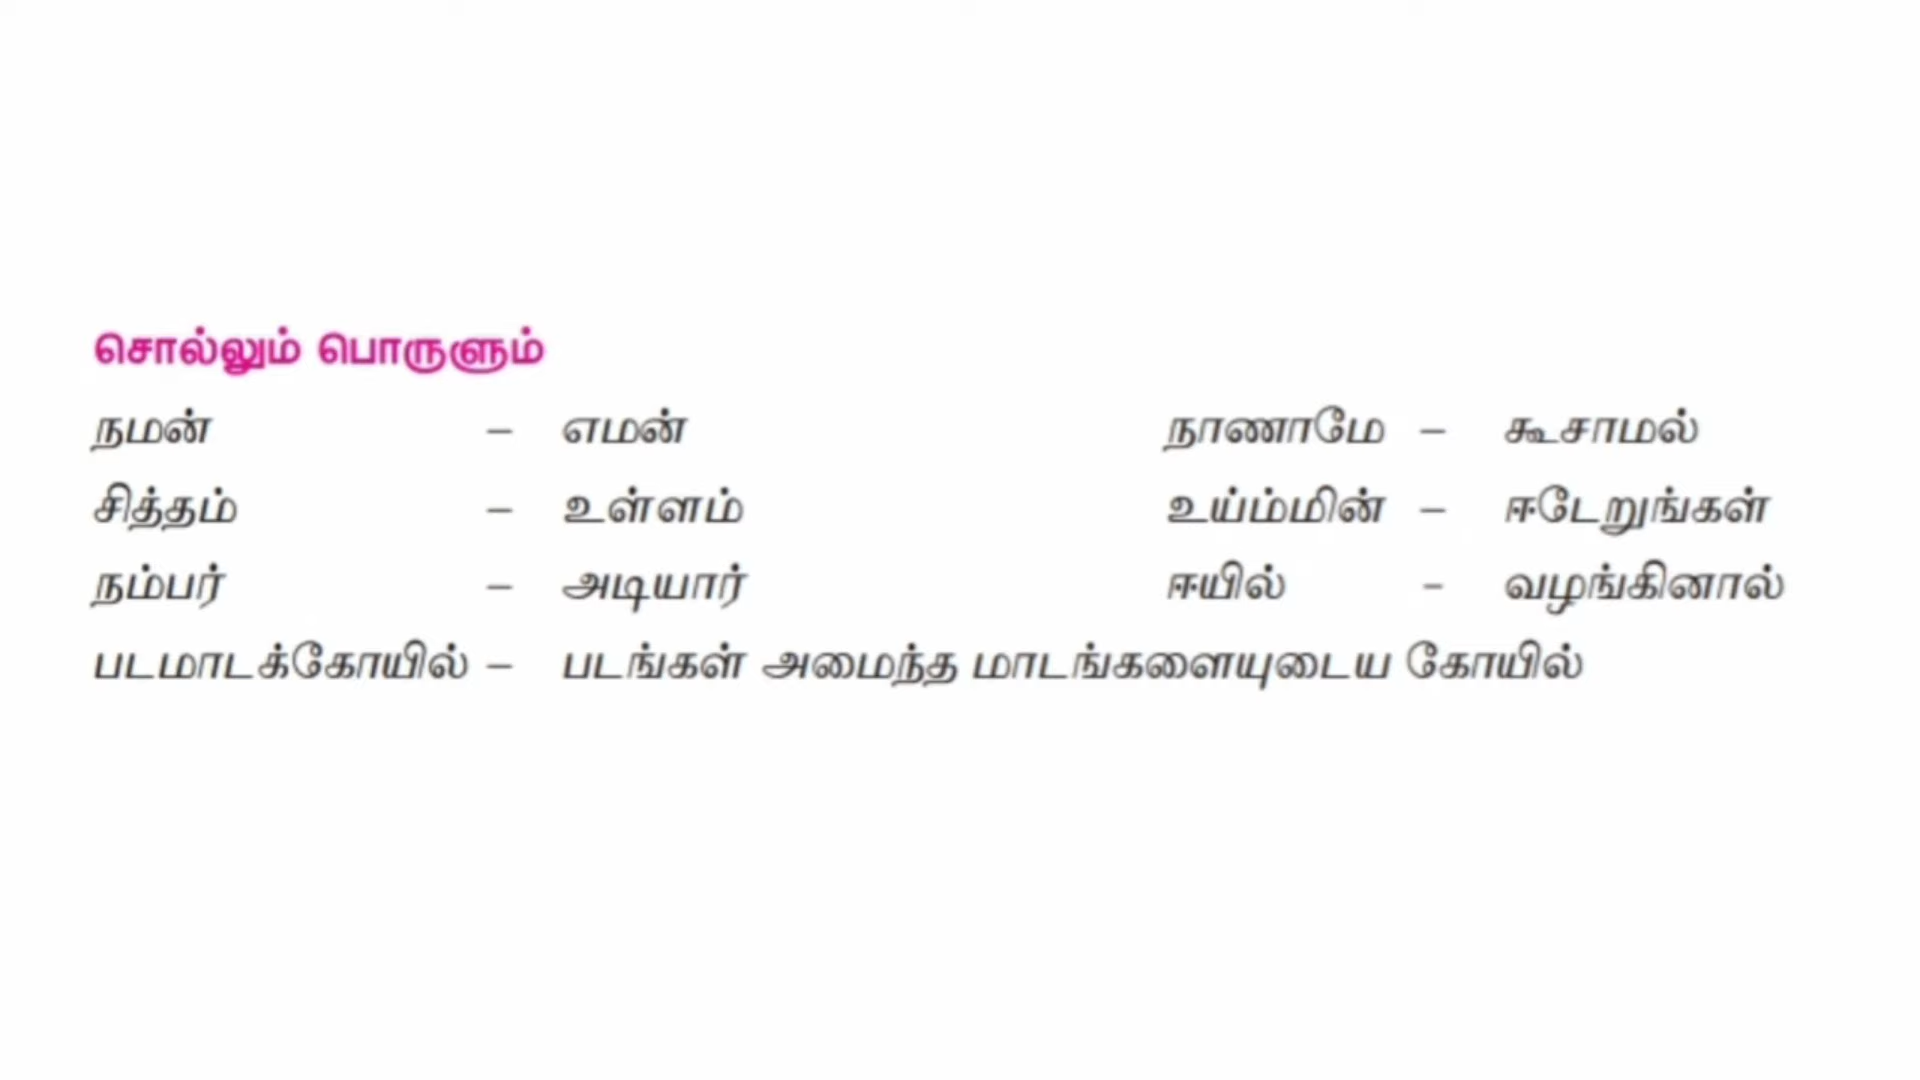 சொல்லும் பொருளும்
நமன் – எமன் நாணாமே – கூசாமல்
சித்தம் – உள்ளம் உய்ம்மின் – ஈடேறுங்கள்
நம்பர் – அடியார் ஈயில் - வழங்கினால்
படமாடக்கோயில் – படங்கள் அமைந்த மாடங்களையுடைய கோயில்